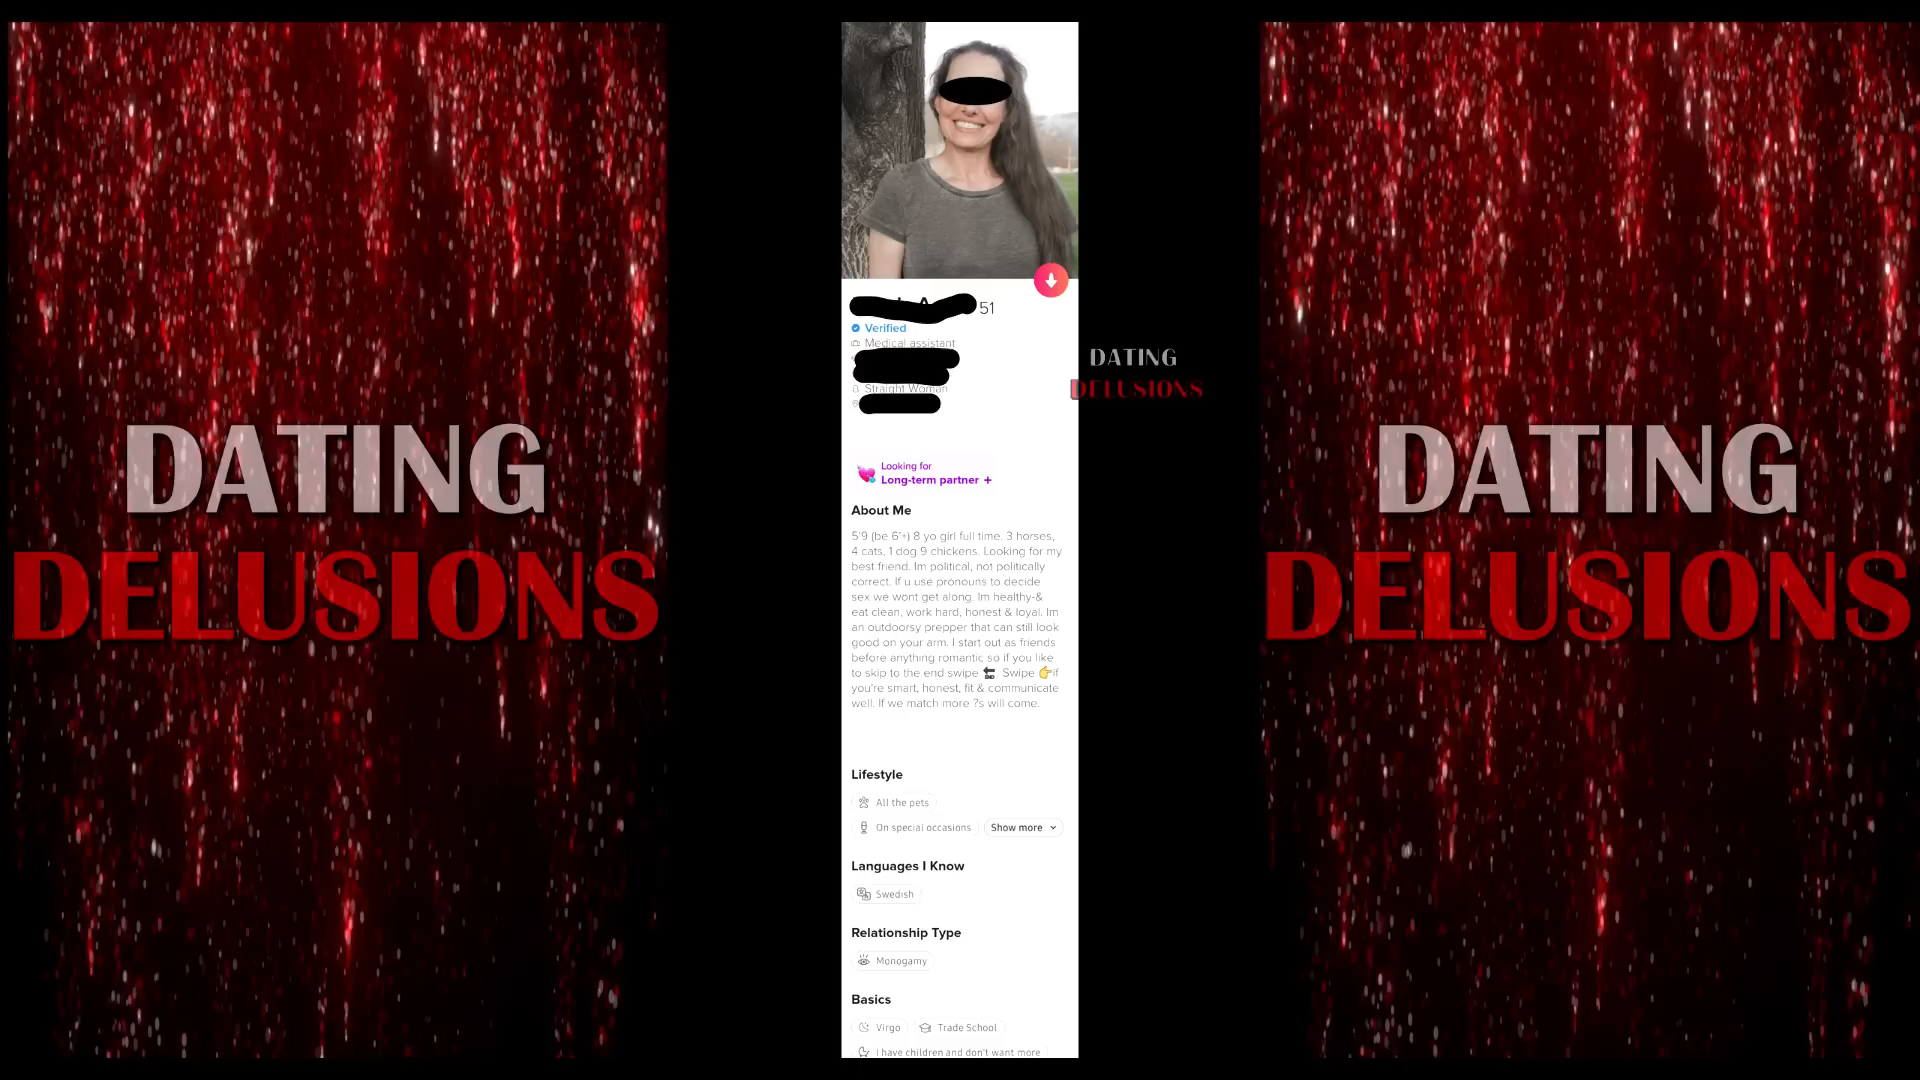 DATING
DELUSIONS
51
Verified
Medical assistant
Straight Woman
DATING
DELUSIONS
Looking for
Long-term partner +
About Me
5'9 (be 6'+) 8 yo girl full time. 3 horses,
4 cats, 1 dog 9 chickens. Looking for my
best friend. Im political, not politically
correct. If u use pronouns to decide
sex we wont get along. Im healthy-&
eat clean, work hard, honest & loyal. Im
an outdoorsy prepper that can still look
good on your arm. I start out as friends
before anything romantic so if you like
to skip to the end swipe 🔚 Swipe 👉if
you're smart, honest, fit & communicate
well. If we match more ?s will come.
Lifestyle
All the pets
On special occasions
Show more
Languages I Know
Swedish
Relationship Type
Monogamy
Basics
Virgo
Trade School
I have children and don't want more
DATING
DELUSIONS